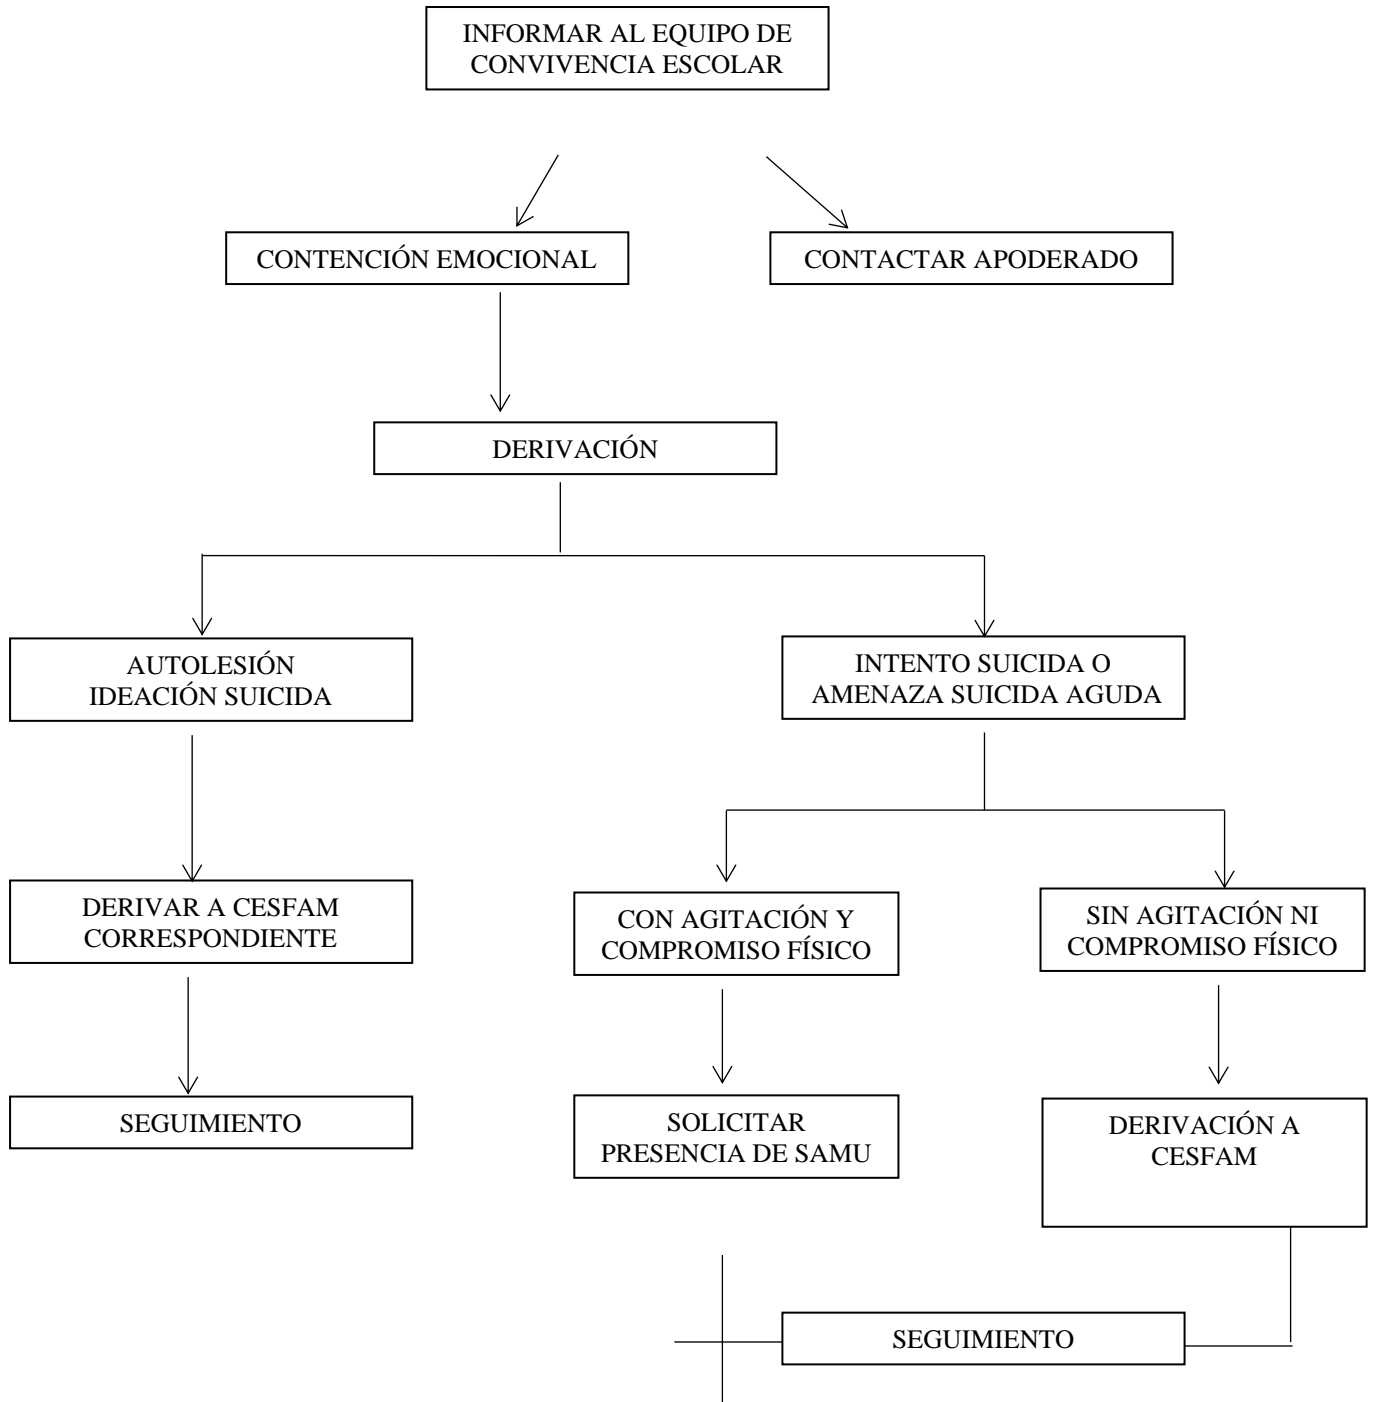 INFORMAR AL EQUIPO DE
CONVIVENCIA ESCOLAR
CONTENCIÓN EMOCIONAL
CONTACTAR APODERADO
DERIVACIÓN
AUTOLESIÓN
IDEACIÓN SUICIDA
INTENTO SUICIDA O
AMENAZA SUICIDA AGUDA
DERIVAR A CESFAM
CORRESPONDIENTE
CON AGITACIÓN Y
COMPROMISO FÍSICO
SIN AGITACIÓN NI
COMPROMISO FÍSICO
SEGUIMIENTO
SOLICITAR
PRESENCIA DE SAMU
DERIVACIÓN A
CESFAM
SEGUIMIENTO